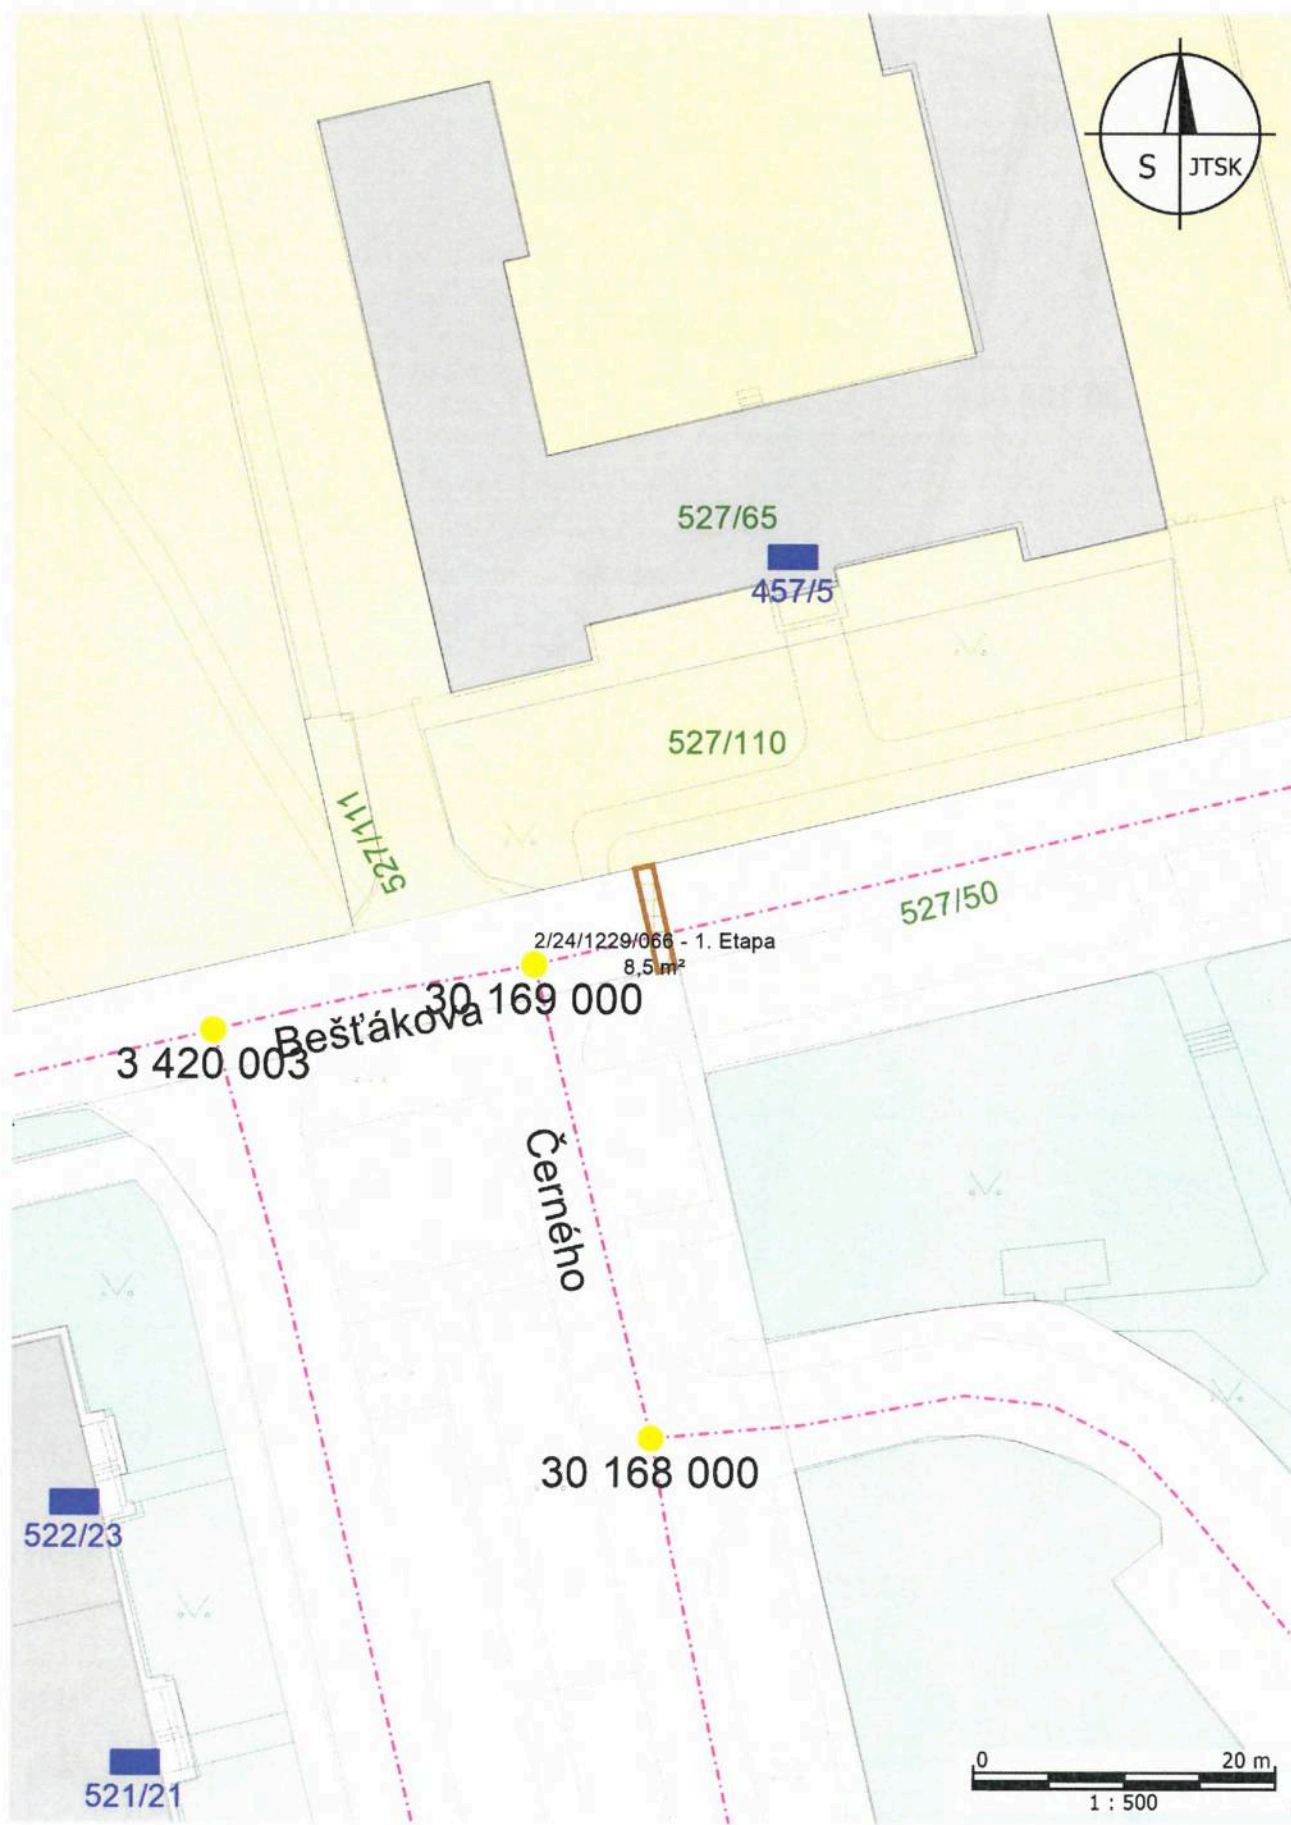 S JTSK
527/65
457/5
527/110
527/111
527/50
2/24/1229/066 - 1. Etapa
8,5 m²
30 169 000
Bešťákova
3 420 003
Černého
30 168 000
522/23
521/21
0 20 m
1 : 500